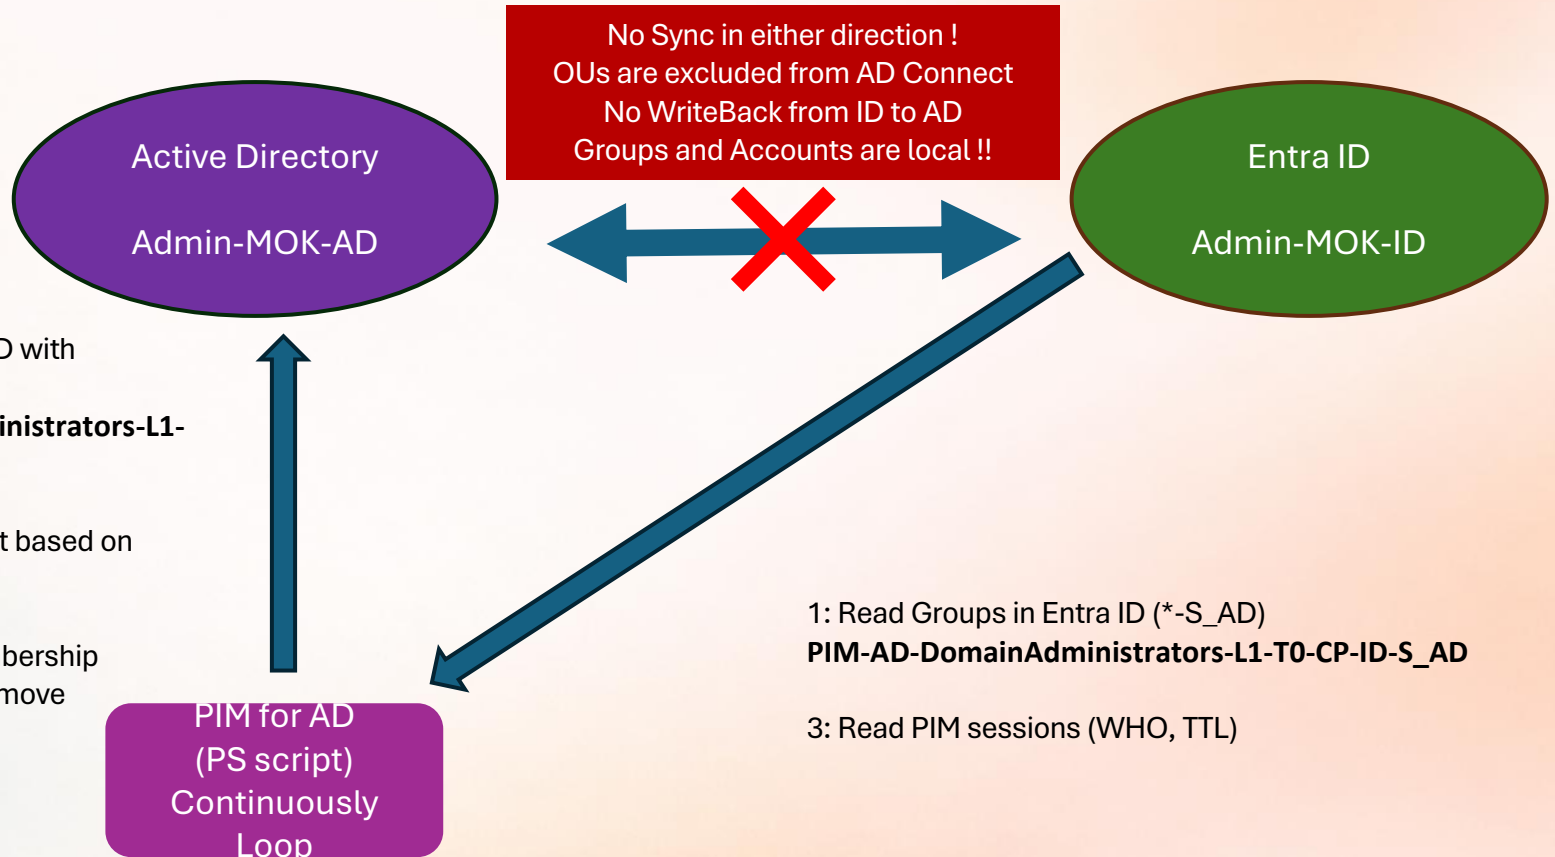 No Sync in either direction !
OUs are excluded from AD Connect
No WriteBack from ID to AD
Groups and Accounts are local !!
Active Directory
Admin-MOK-AD
Entra ID
Admin-MOK-ID
D with
inistrators-L1-
t based on
bership
move
PIM for AD
(PS script)
Continuously
Loop
1: Read Groups in Entra ID (*-S_AD)
PIM-AD-DomainAdministrators-L1-T0-CP-ID-S_AD
3: Read PIM sessions (WHO, TTL)